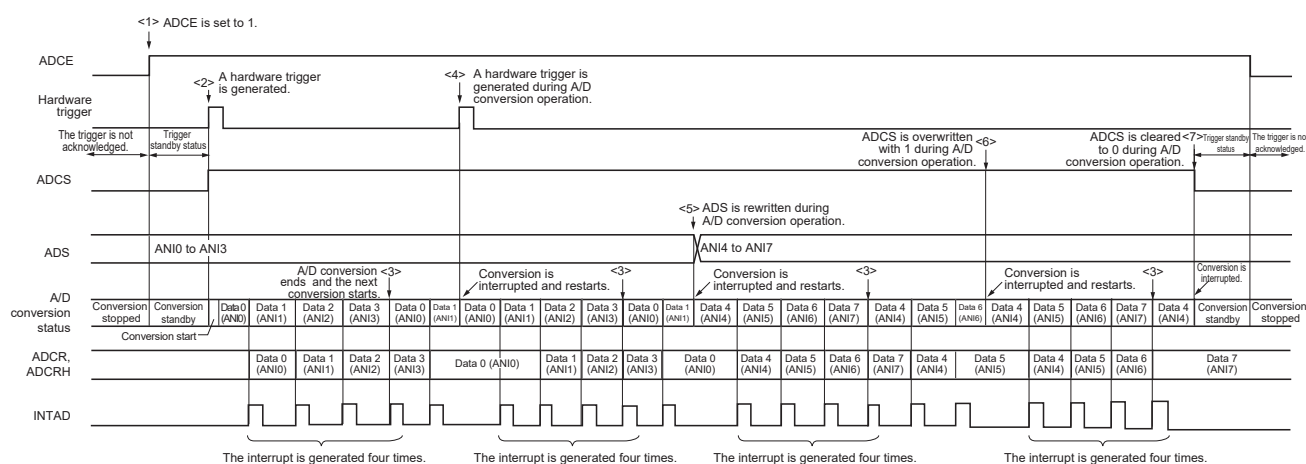 <1> ADCE is set to 1.
ADCE
<2> A hardware trigger
is generated.
<4> A hardware trigger is
generated during A/D
conversion operation.
Hardware
trigger
The trigger is not
acknowledged.
Trigger
standby status
ADCS is overwritten <6>
with 1 during A/D
conversion operation.
ADCS is cleared <7>
to 0 during A/D
conversion operation.
Trigger standby
status
The trigger is not
acknowledged.
ADCS
<5> ADS is rewritten during
A/D conversion operation.
ADS
ANI0 to ANI3
ANI4 to ANI7
A/D conversion <3>
ends and the next
conversion starts.
Conversion is
interrupted and restarts.
<3>
Conversion is
interrupted and restarts.
<3>
Conversion is
interrupted and restarts.
<3>
Conversion is
interrupted.
A/D
conversion
status
Conversion
stopped
Conversion
standby
Data 0
(ANI0)
Data 1
(ANI1)
Data 2
(ANI2)
Data 3
(ANI3)
Data 0
(ANI0)
Data 1
(ANI1)
Data 0
(ANI0)
Data 1
(ANI1)
Data 2
(ANI2)
Data 3
(ANI3)
Data 0
(ANI0)
Data 1
(ANI1)
Data 4
(ANI4)
Data 5
(ANI5)
Data 6
(ANI6)
Data 7
(ANI7)
Data 4
(ANI4)
Data 5
(ANI5)
Data 6
(ANI6)
Data 4
(ANI4)
Data 5
(ANI5)
Data 6
(ANI6)
Data 7
(ANI7)
Data 4
(ANI4)
Conversion
standby
Conversion
stopped
Conversion start
ADCR,
ADCRH
Data 0
(ANI0)
Data 1
(ANI1)
Data 2
(ANI2)
Data 3
(ANI3)
Data 0 (ANI0)
Data 1
(ANI1)
Data 2
(ANI2)
Data 3
(ANI3)
Data 0
(ANI0)
Data 4
(ANI4)
Data 5
(ANI5)
Data 6
(ANI6)
Data 7
(ANI7)
Data 4
(ANI4)
Data 5
(ANI5)
Data 4
(ANI4)
Data 5
(ANI5)
Data 6
(ANI6)
Data 7
(ANI7)
INTAD
The interrupt is generated four times.
The interrupt is generated four times.
The interrupt is generated four times.
The interrupt is generated four times.